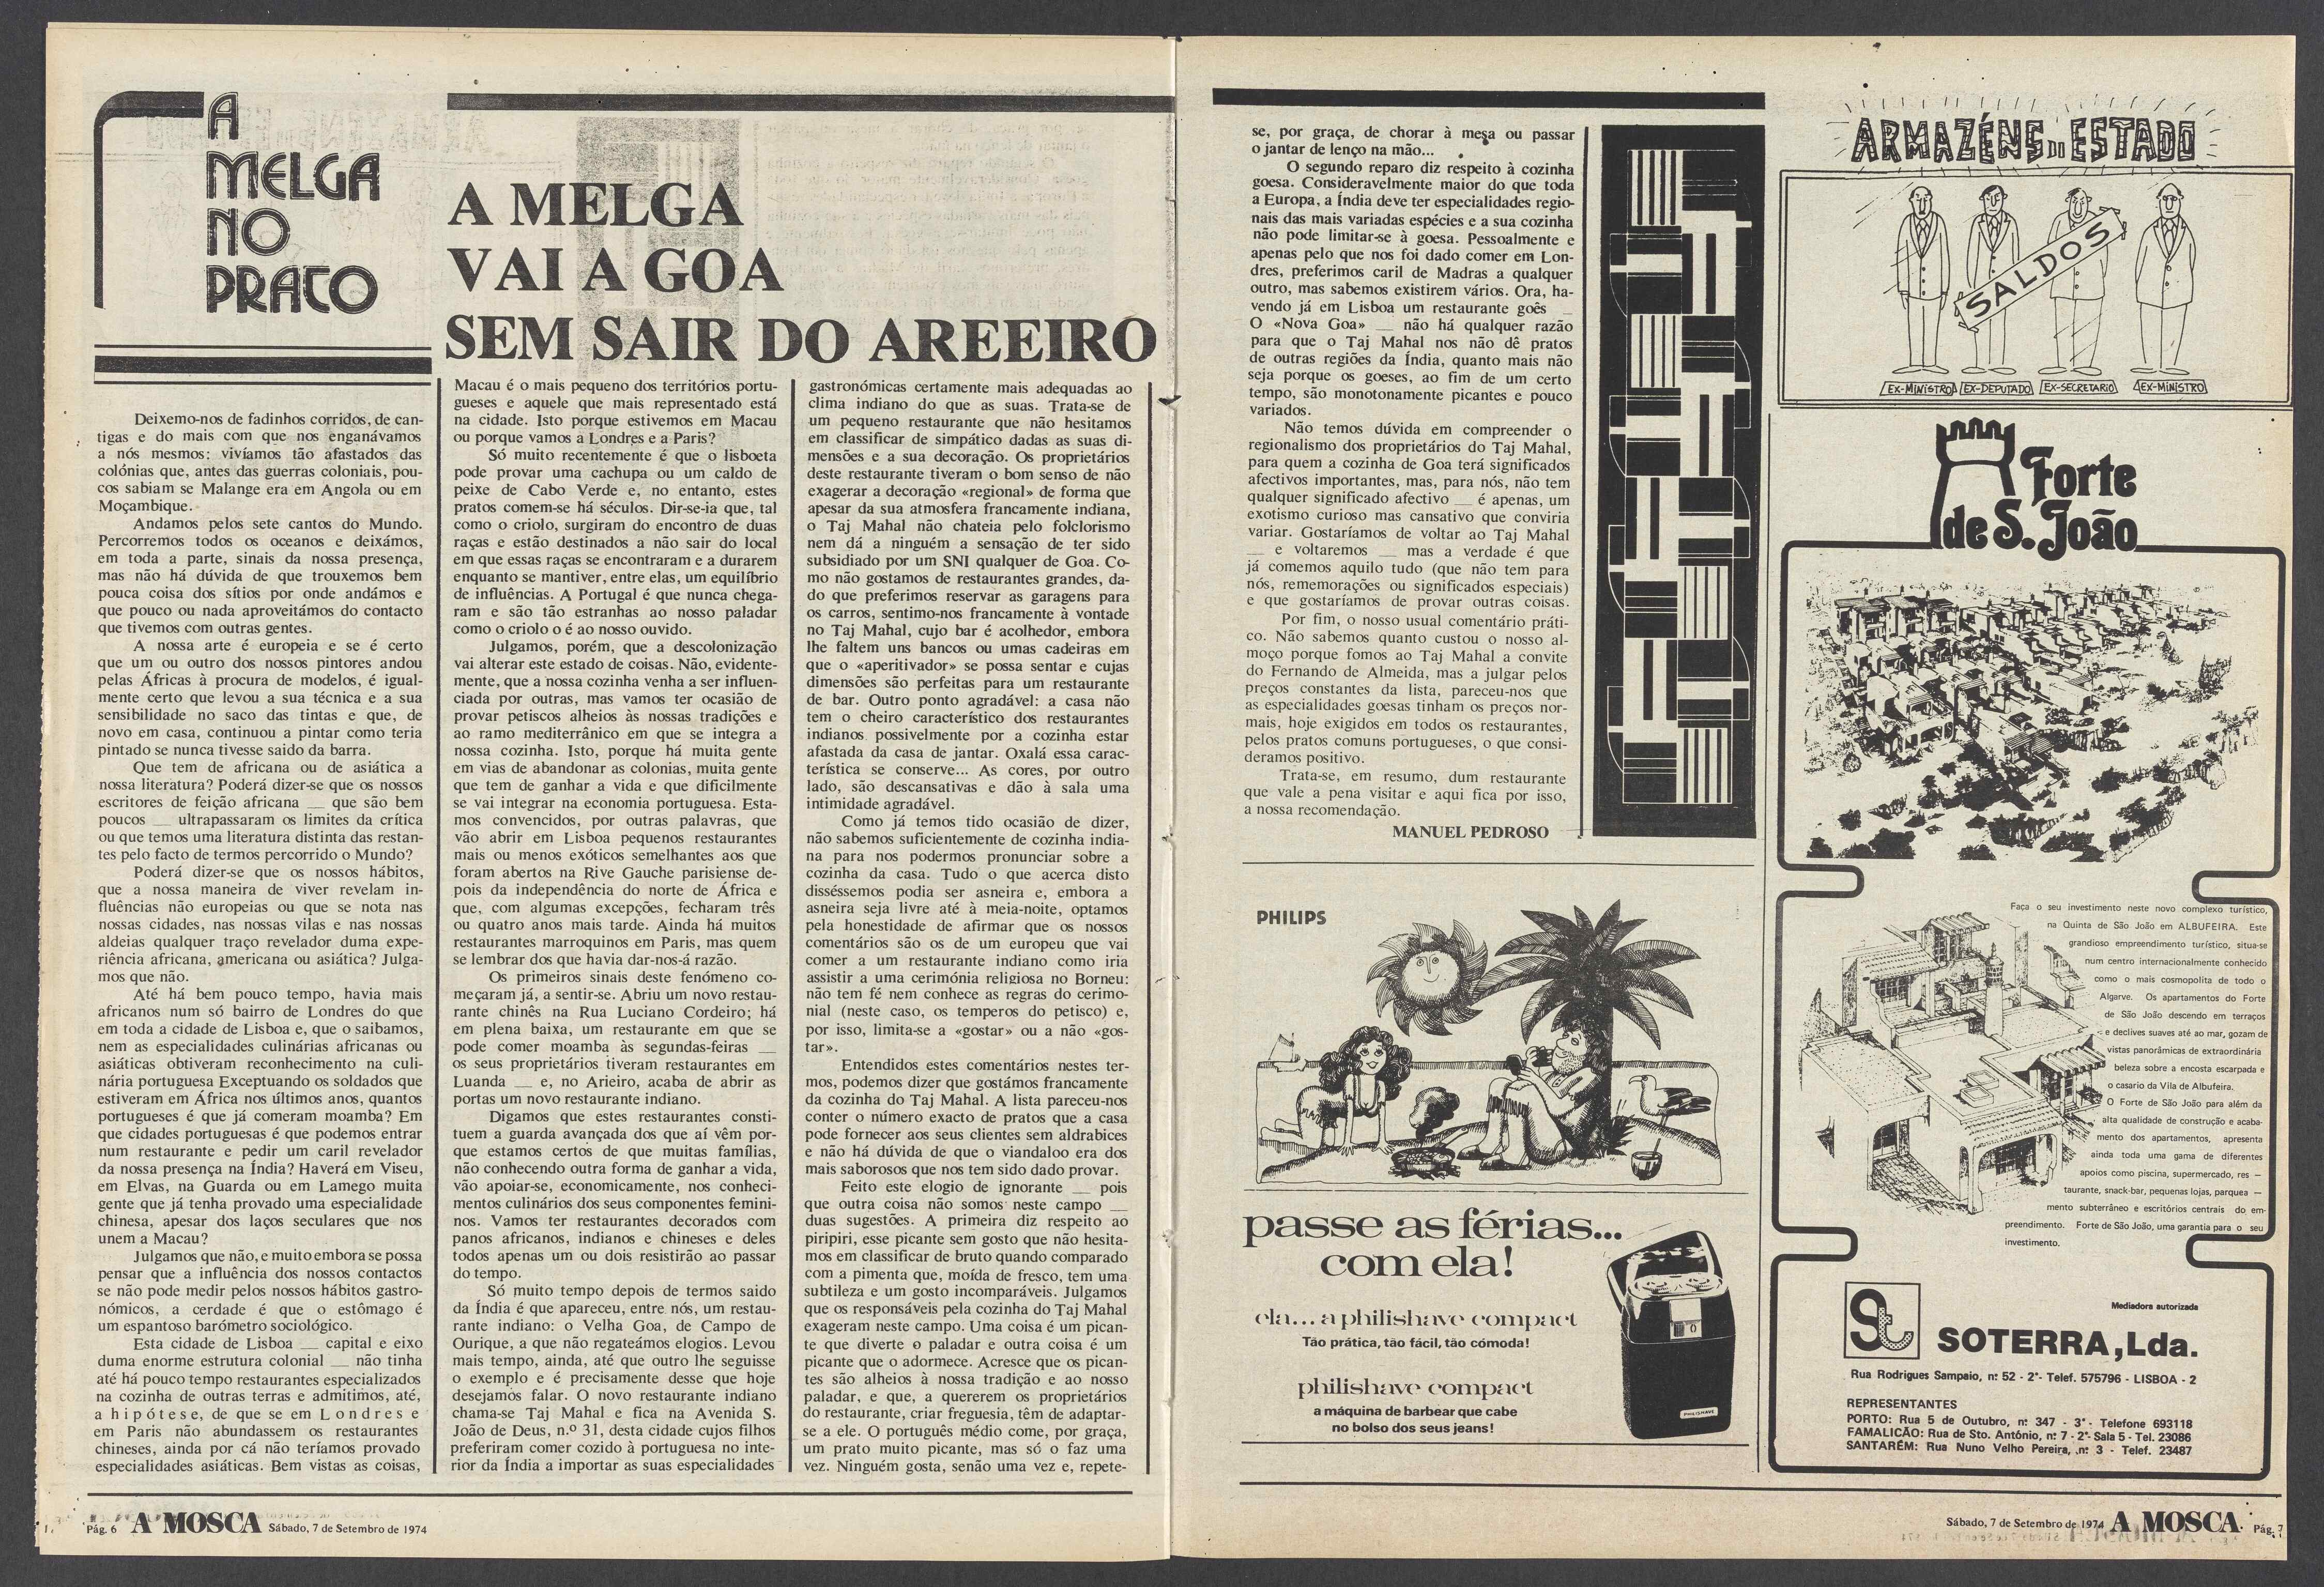 A
MELGA
NO
PRATO
A MELGA
VAI A GOA
SEM SAIR DO AREEIRO
Deixemo-nos de fadinhos corridos, de can-
tigas e do mais com que nos enganávamos
a nós mesmos: vivíamos tão afastados das
colónias que, antes das guerras coloniais, pou-
cos sabiam se Malange era em Angola ou em
Moçambique.
Andamos pelos sete cantos do Mundo.
Percorremos todos os oceanos e deixámos,
em toda a parte, sinais da nossa presença,
mas não há dúvida de que trouxemos bem
pouca coisa dos sítios por onde andámos e
que pouco ou nada aproveitámos do contacto
que tivemos com outras gentes.
A nossa arte é europeia e se é certo
que um ou outro dos nossos pintores andou
pelas Áfricas à procura de modelos, é igual-
mente certo que levou a sua técnica e a sua
sensibilidade no saco das tintas e que, de
novo em casa, continuou a pintar como teria
pintado se nunca tivesse saido da barra.
Que tem de africana ou de asiática a
nossa literatura? Poderá dizer-se que os nossos
escritores de feição africana __ que são bem
poucos __ ultrapassaram os limites da crítica
ou que temos uma literatura distinta das restan-
tes pelo facto de termos percorrido o Mundo?
Poderá dizer-se que os nossos hábitos,
que a nossa maneira de viver revelam in-
fluências não europeias ou que se nota nas
nossas cidades, nas nossas vilas e nas nossas
aldeias qualquer traço revelador duma expe-
riência africana, americana ou asiática? Julga-
mos que não.
Até há bem pouco tempo, havia mais
africanos num só bairro de Londres do que
em toda a cidade de Lisboa e, que o saibamos,
nem as especialidades culinárias africanas ou
asiáticas obtiveram reconhecimento na culi-
nária portuguesa Exceptuando os soldados que
estiveram em África nos últimos anos, quantos
portugueses é que já comeram moamba? Em
que cidades portuguesas é que podemos entrar
num restaurante e pedir um caril revelador
da nossa presença na Índia? Haverá em Viseu,
em Elvas, na Guarda ou em Lamego muita
gente que já tenha provado uma especialidade
chinesa, apesar dos laços seculares que nos
unem a Macau?
Julgamos que não, e muito embora se possa
pensar que a influência dos nossos contactos
se não pode medir pelos nossos hábitos gastro-
nómicos, a cerdade é que o estômago é
um espantoso barómetro sociológico.
Esta cidade de Lisboa __ capital e eixo
duma enorme estrutura colonial __ não tinha
até há pouco tempo restaurantes especializados
na cozinha de outras terras e admitimos, até,
a hipótese, de que se em Londres e
em Paris não abundassem os restaurantes
chineses, ainda por cá não teríamos provado
especialidades asiáticas. Bem vistas as coisas,
Macau é o mais pequeno dos territórios portu-
gueses e aquele que mais representado está
na cidade. Isto porque estivemos em Macau
ou porque vamos a Londres e a Paris?
Só muito recentemente é que o lisboeta
pode provar uma cachupa ou um caldo de
peixe de Cabo Verde e, no entanto, estes
pratos comem-se há séculos. Dir-se-ia que, tal
como o criolo, surgiram do encontro de duas
raças e estão destinados a não sair do local
em que essas raças se encontraram e a durarem
enquanto se mantiver, entre elas, um equilíbrio
de influências. A Portugal é que nunca chega-
ram e são tão estranhas ao nosso paladar
como o criolo o é ao nosso ouvido.
Julgamos, porém, que a descolonização
vai alterar este estado de coisas. Não, evidente-
mente, que a nossa cozinha venha a ser influen-
ciada por outras, mas vamos ter ocasião de
provar petiscos alheios às nossas tradições e
ao ramo mediterrânico em que se integra a
nossa cozinha. Isto, porque há muita gente
em vias de abandonar as colonias, muita gente
que tem de ganhar a vida e que dificilmente
se vai integrar na economia portuguesa. Esta-
mos convencidos, por outras palavras, que
vão abrir em Lisboa pequenos restaurantes
mais ou menos exóticos semelhantes aos que
foram abertos na Rive Gauche parisiense de-
pois da independência do norte de África e
que, com algumas excepções, fecharam três
ou quatro anos mais tarde. Ainda há muitos
restaurantes marroquinos em Paris, mas quem
se lembrar dos que havia dar-nos-á razão.
Os primeiros sinais deste fenómeno co-
meçaram já, a sentir-se. Abriu um novo restau-
rante chinês na Rua Luciano Cordeiro; há
em plena baixa, um restaurante em que se
pode comer moamba às segundas-feiras __
os seus proprietários tiveram restaurantes em
Luanda __ e, no Arieiro, acaba de abrir as
portas um novo restaurante indiano.
Digamos que estes restaurantes consti-
tuem a guarda avançada dos que aí vêm por-
que estamos certos de que muitas famílias,
não conhecendo outra forma de ganhar a vida,
vão apoiar-se, economicamente, nos conheci-
mentos culinários dos seus componentes femini-
nos. Vamos ter restaurantes decorados com
panos africanos, indianos e chineses e deles
todos apenas um ou dois resistirão ao passar
do tempo.
Só muito tempo depois de termos saido
da Índia é que apareceu, entre nós, um restau-
rante indiano: o Velha Goa, de Campo de
Ourique, a que não regateámos elogios. Levou
mais tempo, ainda, até que outro lhe seguisse
o exemplo e é precisamente desse que hoje
desejamos falar. O novo restaurante indiano
chama-se Taj Mahal e fica na Avenida S.
João de Deus, n.º 31, desta cidade cujos filhos
preferiram comer cozido à portuguesa no inte-
rior da Índia a importar as suas especialidades
gastronómicas certamente mais adequadas ao
clima indiano do que as suas. Trata-se de
um pequeno restaurante que não hesitamos
em classificar de simpático dadas as suas di-
mensões e a sua decoração. Os proprietários
deste restaurante tiveram o bom senso de não
exagerar a decoração «regional» de forma que
apesar da sua atmosfera francamente indiana,
o Taj Mahal não chateia pelo folclorismo
nem dá a ninguém a sensação de ter sido
subsidiado por um SNI qualquer de Goa. Co-
mo não gostamos de restaurantes grandes, da-
do que preferimos reservar as garagens para
os carros, sentimo-nos francamente à vontade
no Taj Mahal, cujo bar é acolhedor, embora
lhe faltem uns bancos ou umas cadeiras em
que o «aperitivador» se possa sentar e cujas
dimensões são perfeitas para um restaurante
de bar. Outro ponto agradável: a casa não
tem o cheiro característico dos restaurantes
indianos possivelmente por a cozinha estar
afastada da casa de jantar. Oxalá essa carac-
terística se conserve... As cores, por outro
lado, são descansativas e dão à sala uma
intimidade agradável.
Como já temos tido ocasião de dizer,
não sabemos suficientemente de cozinha india-
na para nos podermos pronunciar sobre a
cozinha da casa. Tudo o que acerca disto
disséssemos podia ser asneira e, embora a
asneira seja livre até à meia-noite, optamos
pela honestidade de afirmar que os nossos
comentários são os de um europeu que vai
comer a um restaurante indiano como iria
assistir a uma cerimónia religiosa no Borneu:
não tem fé nem conhece as regras do cerimo-
nial (neste caso, os temperos do petisco) e,
por isso, limita-se a «gostar» ou a não «gos-
tar».
Entendidos estes comentários nestes ter-
mos, podemos dizer que gostámos francamente
da cozinha do Taj Mahal. A lista pareceu-nos
conter o número exacto de pratos que a casa
pode fornecer aos seus clientes sem aldrabices
e não há dúvida de que o viandaloo era dos
mais saborosos que nos tem sido dado provar.
Feito este elogio de ignorante __ pois
que outra coisa não somos neste campo __
duas sugestões. A primeira diz respeito ao
piripiri, esse picante sem gosto que não hesita-
mos em classificar de bruto quando comparado
com a pimenta que, moída de fresco, tem uma
subtileza e um gosto incomparáveis. Julgamos
que os responsáveis pela cozinha do Taj Mahal
exageram neste campo. Uma coisa é um pican-
te que diverte o paladar e outra coisa é um
picante que o adormece. Acresce que os pican-
tes são alheios à nossa tradição e ao nosso
paladar, e que, a quererem os proprietários
do restaurante, criar freguesia, têm de adaptar-
se a ele. O português médio come, por graça,
um prato muito picante, mas só o faz uma
vez. Ninguém gosta, senão uma vez e, repete-
Pág. 6 A MOSCA Sábado, 7 de Setembro de 1974
se, por graça, de chorar à mesa ou passar
o jantar de lenço na mão...
O segundo reparo diz respeito à cozinha
goesa. Consideravelmente maior do que toda
a Europa, a Índia deve ter especialidades regio-
nais das mais variadas espécies e a sua cozinha
não pode limitar-se à goesa. Pessoalmente e
apenas pelo que nos foi dado comer em Lon-
dres, preferimos caril de Madras a qualquer
outro, mas sabemos existirem vários. Ora, ha-
vendo já em Lisboa um restaurante goês __
O «Nova Goa» __ não há qualquer razão
para que o Taj Mahal nos não dê pratos
de outras regiões da Índia, quanto mais não
seja porque os goeses, ao fim de um certo
tempo, são monotonamente picantes e pouco
variados.
Não temos dúvida em compreender o
regionalismo dos proprietários do Taj Mahal,
para quem a cozinha de Goa terá significados
afectivos importantes, mas, para nós, não tem
qualquer significado afectivo __ é apenas, um
exotismo curioso mas cansativo que conviria
variar. Gostaríamos de voltar ao Taj Mahal
__ e voltaremos __ mas a verdade é que
já comemos aquilo tudo (que não tem para
nós, rememorações ou significados especiais)
e que gostaríamos de provar outras coisas.
Por fim, o nosso usual comentário práti-
co. Não sabemos quanto custou o nosso al-
moço porque fomos ao Taj Mahal a convite
do Fernando de Almeida, mas a julgar pelos
preços constantes da lista, pareceu-nos que
as especialidades goesas tinham os preços nor-
mais, hoje exigidos em todos os restaurantes,
pelos pratos comuns portugueses, o que consi-
deramos positivo.
Trata-se, em resumo, dum restaurante
que vale a pena visitar e aqui fica por isso,
a nossa recomendação.
MANUEL PEDROSO
PHILIPS
passe as férias...
com ela!
ela... a philishave compact
Tão prática, tão fácil, tão cómoda!
philishave compact
a máquina de barbear que cabe
no bolso dos seus jeans!
PHILISHAVE
ARMAZÉNS DO ESTADO
SALDOS
EX-MINISTRO EX-DEPUTADO EX-SECRETARIO EX-MINISTRO
Forte
de S. João
Faça o seu investimento neste novo complexo turístico,
na Quinta de São João em ALBUFEIRA. Este
grandioso empreendimento turístico, situa-se
num centro internacionalmente conhecido
como o mais cosmopolita de todo o
Algarve. Os apartamentos do Forte
de São João descendo em terraços
e declives suaves até ao mar, gozam de
vistas panorâmicas de extraordinária
beleza sobre a encosta escarpada e
o casario da Vila de Albufeira.
O Forte de São João para além da
alta qualidade de construção e acaba-
mento dos apartamentos, apresenta
ainda toda uma gama de diferentes
apoios como piscina, supermercado, res —
taurante, snack-bar, pequenas lojas, parquea —
mento subterrâneo e escritórios centrais do em-
preendimento. Forte de São João, uma garantia para o seu
investimento.
St
Mediadora autorizada
SOTERRA, Lda.
Rua Rodrigues Sampaio, nº 52 - 2º- Telef. 575796 - LISBOA - 2
REPRESENTANTES
PORTO: Rua 5 de Outubro, nº 347 - 3º - Telefone 693118
FAMALICÃO: Rua de Sto. António, nº 7 - 2º- Sala 5 - Tel. 23086
SANTARÉM: Rua Nuno Velho Pereira, nº 3 - Telef. 23487
Sábado, 7 de Setembro de 1974 A MOSCA Pág. 7